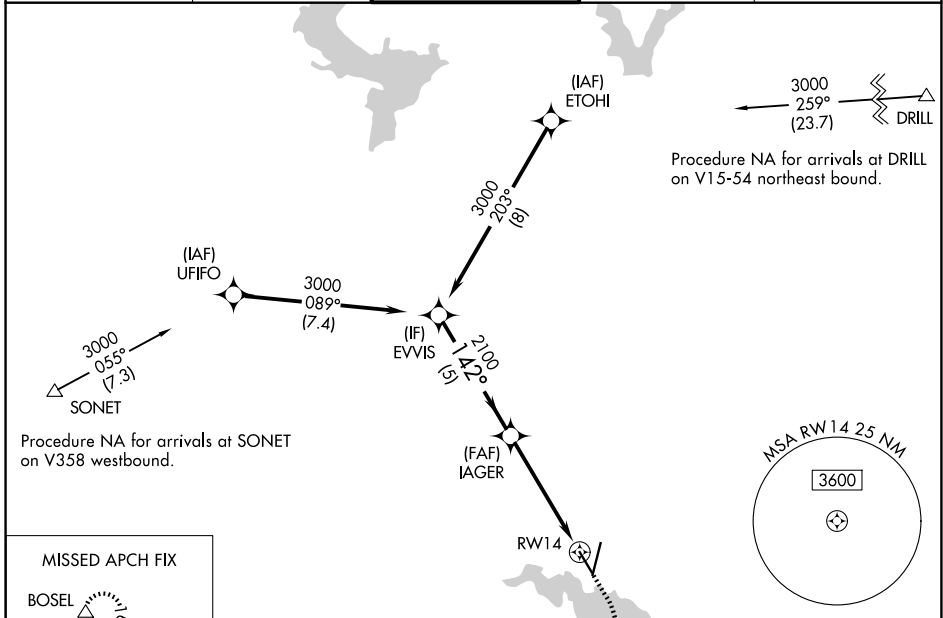 (IAF)
ETOHI
3000
259°
(23.7)
DRILL
Procedure NA for arrivals at DRILL
on V15-54 northeast bound.
3000
203°
(8)
(IAF)
UFIFO
3000
089°
(7.4)
(IF)
EVVIS
2100
142°
(5)
3000
055°
(7.3)
SONET
Procedure NA for arrivals at SONET
on V358 westbound.
(FAF)
IAGER
MSA RW14 25 NM
3600
RW14
MISSED APCH FIX
BOSEL